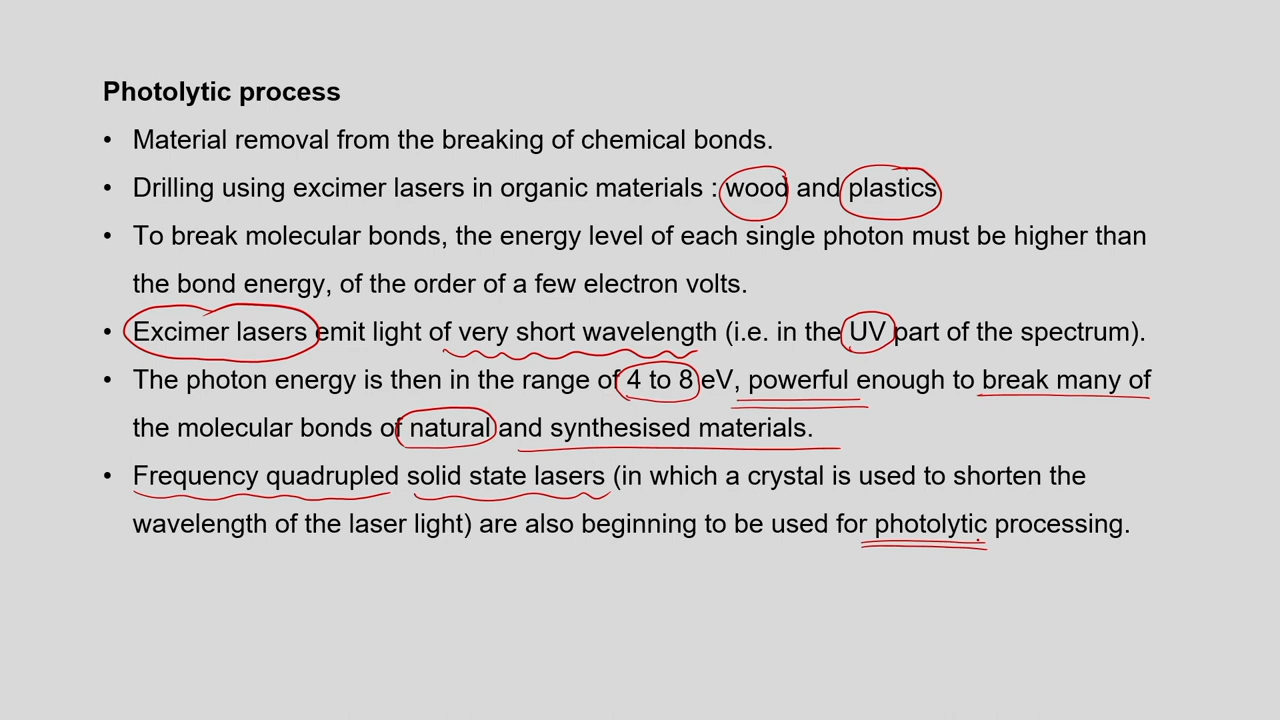 Photolytic process
• Material removal from the breaking of chemical bonds.
• Drilling using excimer lasers in organic materials : wood and plastics
• To break molecular bonds, the energy level of each single photon must be higher than
the bond energy, of the order of a few electron volts.
• Excimer lasers emit light of very short wavelength (i.e. in the UV part of the spectrum).
• The photon energy is then in the range of 4 to 8 eV, powerful enough to break many of
the molecular bonds of natural and synthesised materials.
• Frequency quadrupled solid state lasers (in which a crystal is used to shorten the
wavelength of the laser light) are also beginning to be used for photolytic processing.